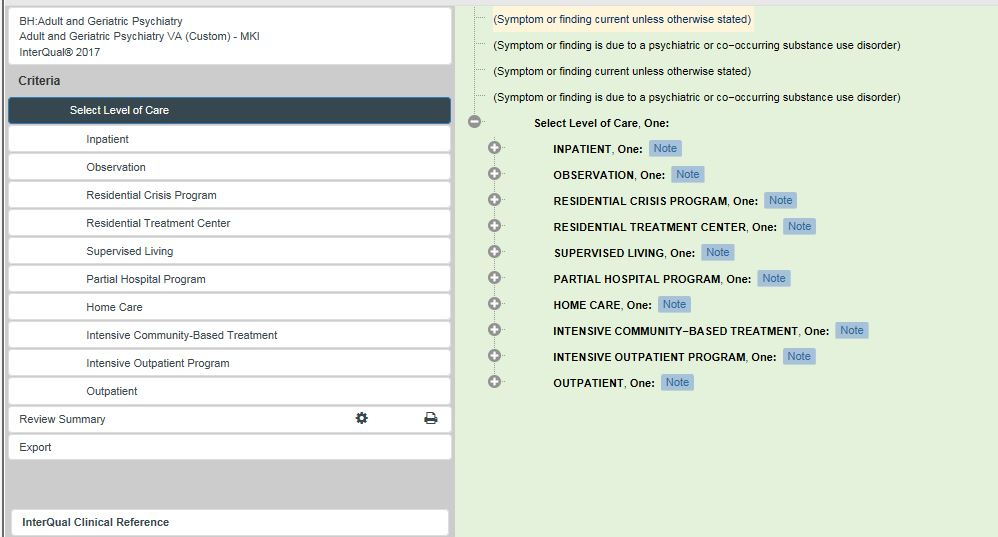 BH:Adult and Geriatric Psychiatry
Adult and Geriatric Psychiatry VA (Custom) - MKI
InterQual® 2017
Criteria
Select Level of Care
Inpatient
Observation
Residential Crisis Program
Residential Treatment Center
Supervised Living
Partial Hospital Program
Home Care
Intensive Community-Based Treatment
Intensive Outpatient Program
Outpatient
Review Summary
Export
InterQual Clinical Reference
(Symptom or finding current unless otherwise stated)
(Symptom or finding is due to a psychiatric or co-occurring substance use disorder)
(Symptom or finding current unless otherwise stated)
(Symptom or finding is due to a psychiatric or co-occurring substance use disorder)
Select Level of Care, One:
INPATIENT, One: Note
OBSERVATION, One: Note
RESIDENTIAL CRISIS PROGRAM, One: Note
RESIDENTIAL TREATMENT CENTER, One: Note
SUPERVISED LIVING, One: Note
PARTIAL HOSPITAL PROGRAM, One: Note
HOME CARE, One: Note
INTENSIVE COMMUNITY-BASED TREATMENT, One: Note
INTENSIVE OUTPATIENT PROGRAM, One: Note
OUTPATIENT, One: Note